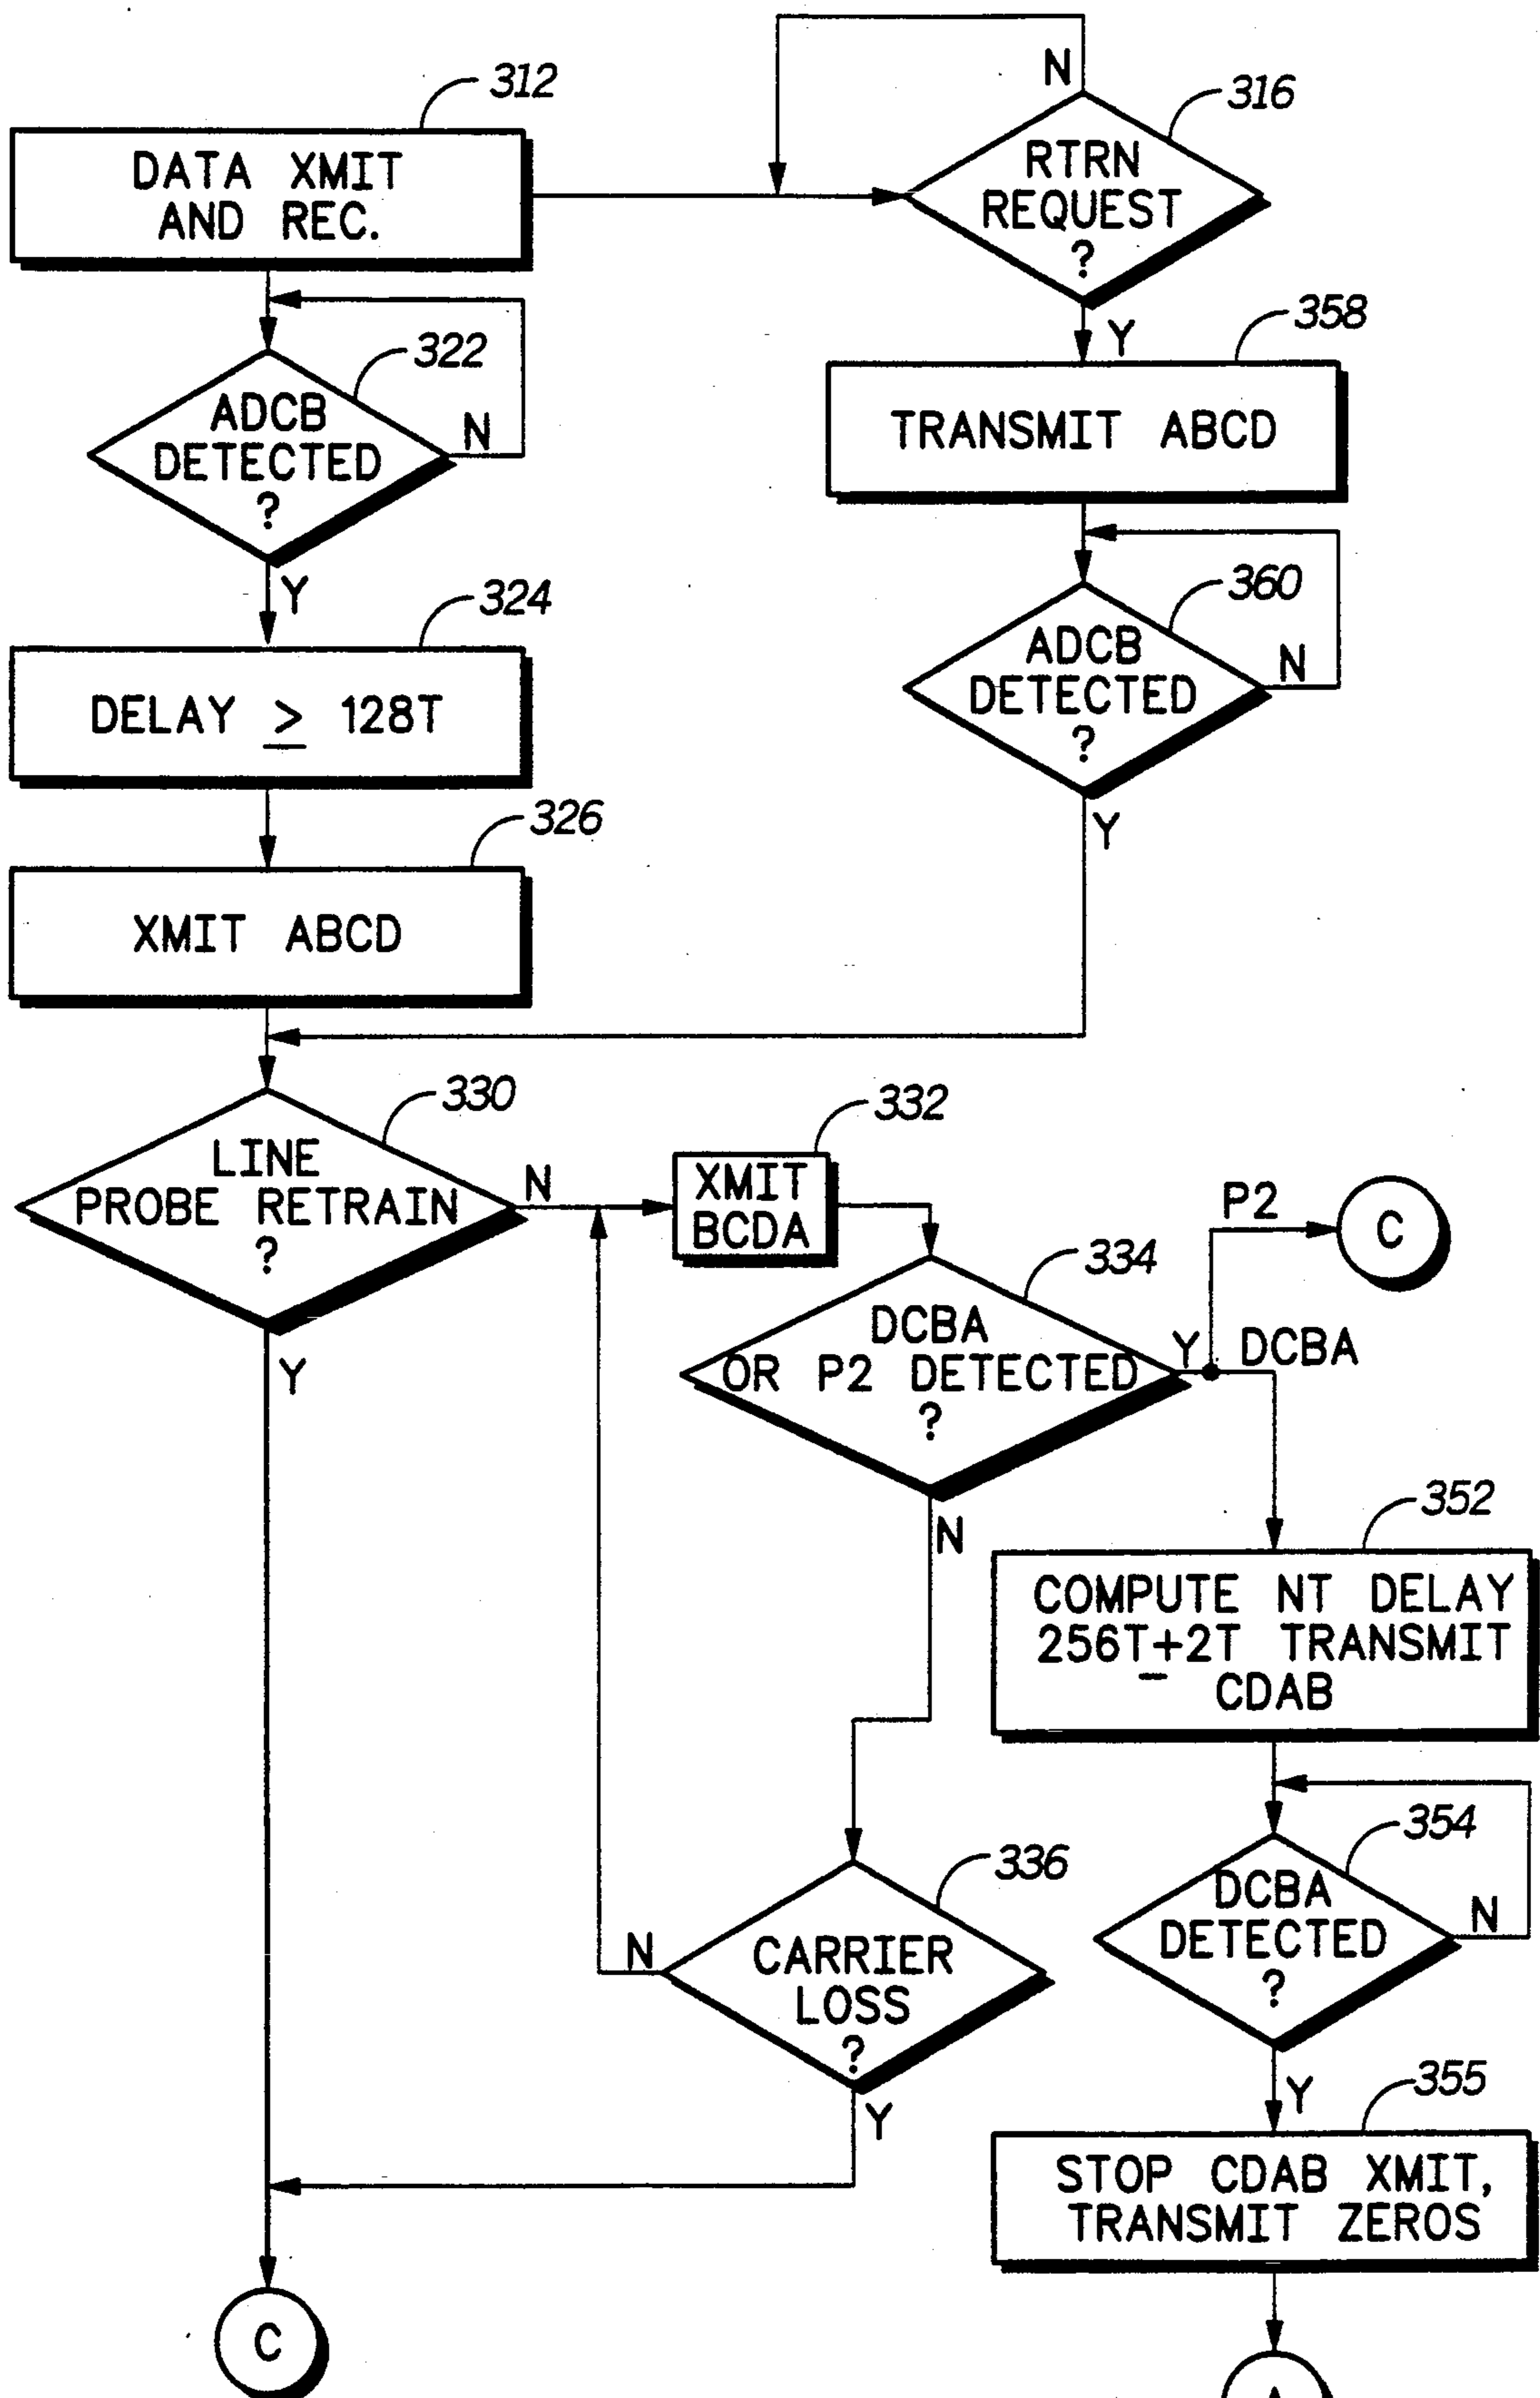 312
DATA XMIT
AND REC.
N
316
RTRN
REQUEST
?
Y
322
ADCB
DETECTED
?
N
Y
358
TRANSMIT ABCD
324
DELAY ≥ 128T
360
ADCB
DETECTED
?
N
Y
326
XMIT ABCD
330
LINE
PROBE RETRAIN
?
N
Y
332
XMIT
BCDA
334
DCBA
OR P2 DETECTED
?
Y
P2
C
DCBA
N
352
COMPUTE NT DELAY
256T±2T TRANSMIT
CDAB
354
DCBA
DETECTED
?
N
Y
336
CARRIER
LOSS
?
N
Y
355
STOP CDAB XMIT,
TRANSMIT ZEROS
C